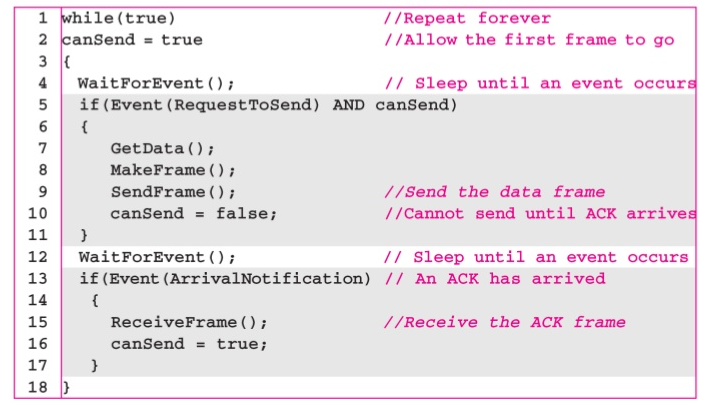 1 while(true) //Repeat forever
2 canSend = true //Allow the first frame to go
3 {
4 WaitForEvent(); // Sleep until an event occurs
5 if(Event(RequestToSend) AND canSend)
6 {
7 GetData();
8 MakeFrame();
9 SendFrame(); //Send the data frame
10 canSend = false; //Cannot send until ACK arrives
11 }
12 WaitForEvent(); // Sleep until an event occurs
13 if(Event(ArrivalNotification) // An ACK has arrived
14 {
15 ReceiveFrame(); //Receive the ACK frame
16 canSend = true;
17 }
18 }